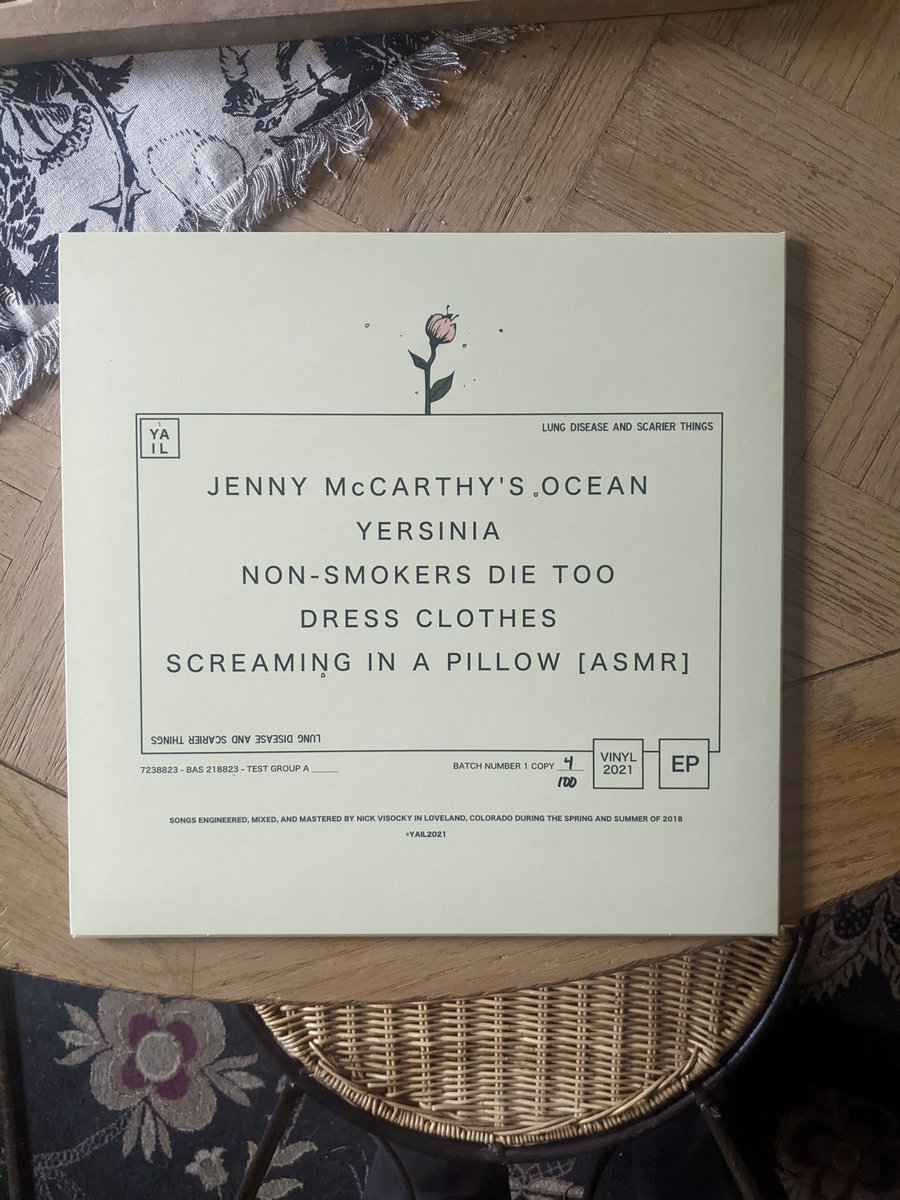 YA
IL
LUNG DISEASE AND SCARIER THINGS
JENNY McCARTHY'S OCEAN
YERSINIA
NON-SMOKERS DIE TOO
DRESS CLOTHES
SCREAMING IN A PILLOW [ASMR]
LUNG DISEASE AND SCARIER THINGS
7238823 - BAS 218823 - TEST GROUP A ____
BATCH NUMBER 1 COPY 4
100
VINYL
2021
EP
SONGS ENGINEERED, MIXED, AND MASTERED BY NICK VISOCKY IN LOVELAND, COLORADO DURING THE SPRING AND SUMMER OF 2018
©YAIL2021